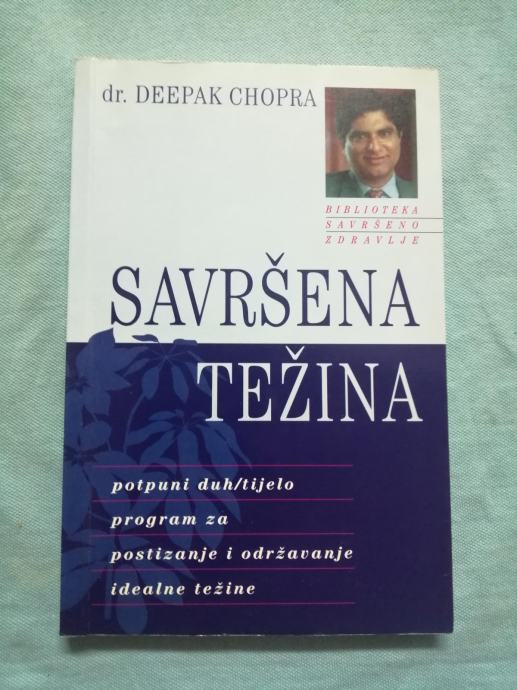 dr. DEEPAK CHOPRA
BIBLIOTEKA
SAVRŠENO
ZDRAVLJE
SAVRŠENA
TEŽINA
potpuni duh/tijelo
program za
postizanje i održavanje
idealne težine